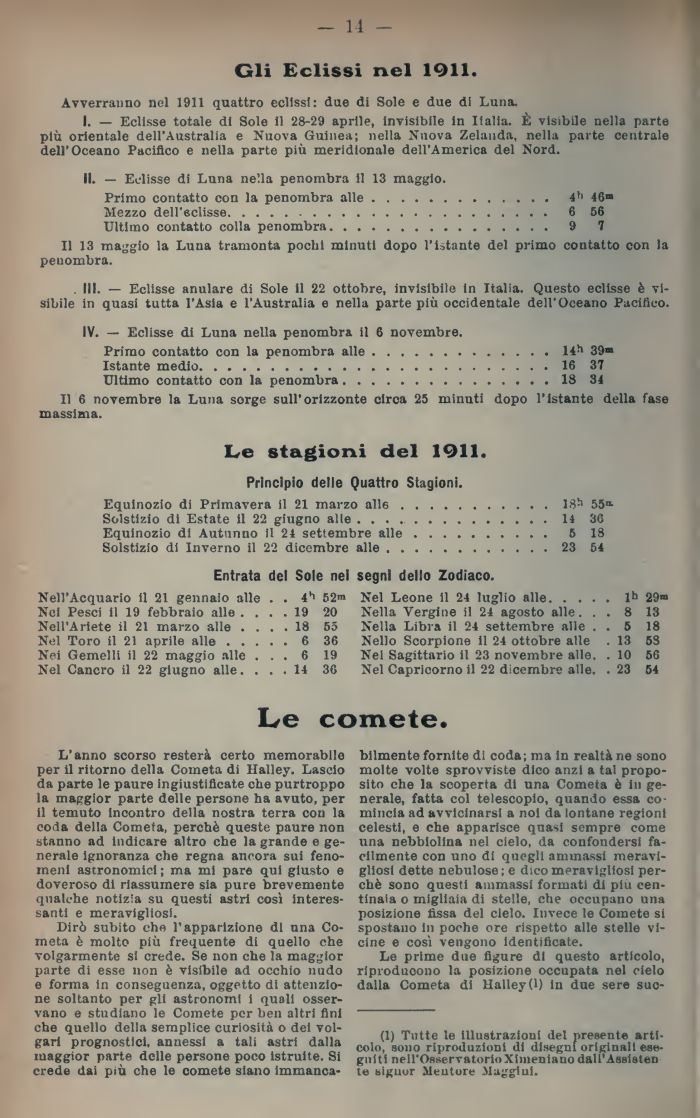 — 14 —
Gli Eclissi nel 1911.
Avverranno nel 1911 quattro eclissi: due di Sole e due di Luna.
I. — Eclisse totale di Sole il 28-29 aprile, invisibile in Italia. È visibile nella parte
più orientale dell'Australia e Nuova Guinea; nella Nuova Zelanda, nella parte centrale
dell'Oceano Pacifico e nella parte più meridionale dell'America del Nord.
II. — Eclisse di Luna nella penombra il 13 maggio.
Primo contatto con la penombra alle . . . . . . . . . . . . . 4h 46m
Mezzo dell'eclisse. . . . . . . . . . . . . . . . . . . . . . . 6 56
Ultimo contatto colla penombra. . . . . . . . . . . . . . . . 9 7
Il 13 maggio la Luna tramonta pochi minuti dopo l'istante del primo contatto con la
penombra.
III. — Eclisse anulare di Sole il 22 ottobre, invisibile in Italia. Questo eclisse è vi-
sibile in quasi tutta l'Asia e l'Australia e nella parte più occidentale dell'Oceano Pacifico.
IV. — Eclisse di Luna nella penombra il 6 novembre.
Primo contatto con la penombra alle . . . . . . . . . . . . . 14h 39m
Istante medio. . . . . . . . . . . . . . . . . . . . . . . . . 16 37
Ultimo contatto con la penombra. . . . . . . . . . . . . . . 18 34
Il 6 novembre la Luna sorge sull'orizzonte circa 25 minuti dopo l'istante della fase
massima.
Le stagioni del 1911.
Principio delle Quattro Stagioni.
Equinozio di Primavera il 21 marzo alle . . . . . . . . . . . 18h 55m
Solstizio di Estate il 22 giugno alle . . . . . . . . . . . . . . 14 36
Equinozio di Autunno il 24 settembre alle . . . . . . . . . . 5 18
Solstizio di Inverno il 22 dicembre alle . . . . . . . . . . . . 23 54
Entrata del Sole nei segni dello Zodiaco.
Nell'Acquario il 21 gennaio alle . . 4h 52m
Nei Pesci il 19 febbraio alle . . . . 19 20
Nell'Ariete il 21 marzo alle . . . . 18 55
Nel Toro il 21 aprile alle . . . . . 6 36
Nei Gemelli il 22 maggio alle . . . 6 19
Nel Cancro il 22 giugno alle. . . . 14 36
Nel Leone il 24 luglio alle. . . . . 1h 29m
Nella Vergine il 24 agosto alle. . . 8 13
Nella Libra il 24 settembre alle . . 5 18
Nello Scorpione il 24 ottobre alle . 13 58
Nel Sagittario il 23 novembre alle. . 10 56
Nel Capricorno il 22 dicembre alle. . 23 54
Le comete.
L'anno scorso resterà certo memorabile
per il ritorno della Cometa di Halley. Lascio
da parte le paure ingiustificate che purtroppo
la maggior parte delle persone ha avuto, per
il temuto incontro della nostra terra con la
coda della Cometa, perchè queste paure non
stanno ad indicare altro che la grande e ge-
nerale ignoranza che regna ancora sui feno-
meni astronomici; ma mi pare qui giusto e
doveroso di riassumere sia pure brevemente
qualche notizia su questi astri così interes-
santi e meravigliosi.
Dirò subito che l'apparizione di una Co-
meta è molto più frequente di quello che
volgarmente si crede. Se non che la maggior
parte di esse non è visibile ad occhio nudo
e forma in conseguenza, oggetto di attenzio-
ne soltanto per gli astronomi i quali osser-
vano e studiano le Comete per ben altri fini
che quello della semplice curiosità o dei vol-
gari prognostici, annessi a tali astri dalla
maggior parte delle persone poco istruite. Si
crede dai più che le comete siano immanca-
bilmente fornite di coda; ma in realtà ne sono
molte volte sprovviste dico anzi a tal propo-
sito che la scoperta di una Cometa è in ge-
nerale, fatta col telescopio, quando essa co-
mincia ad avvicinarsi a noi da lontane regioni
celesti, e che apparisce quasi sempre come
una nebbiolina nel cielo, da confondersi fa-
cilmente con uno di quegli ammassi meravi-
gliosi dette nebulose; e dico meravigliosi per-
chè sono questi ammassi formati di più cen-
tinaia o migliaia di stelle, che occupano una
posizione fissa del cielo. Invece le Comete si
spostano in poche ore rispetto alle stelle vi-
cine e così vengono identificate.
Le prime due figure di questo articolo,
riproducono la posizione occupata nel cielo
dalla Cometa di Halley(1) in due sere suc-
(1) Tutte le illustrazioni del presente arti-
colo, sono riproduzioni di disegni originali ese-
guiti nell'Osservatorio Ximeniano dall'Assisten
te signor Mentore Maggini.